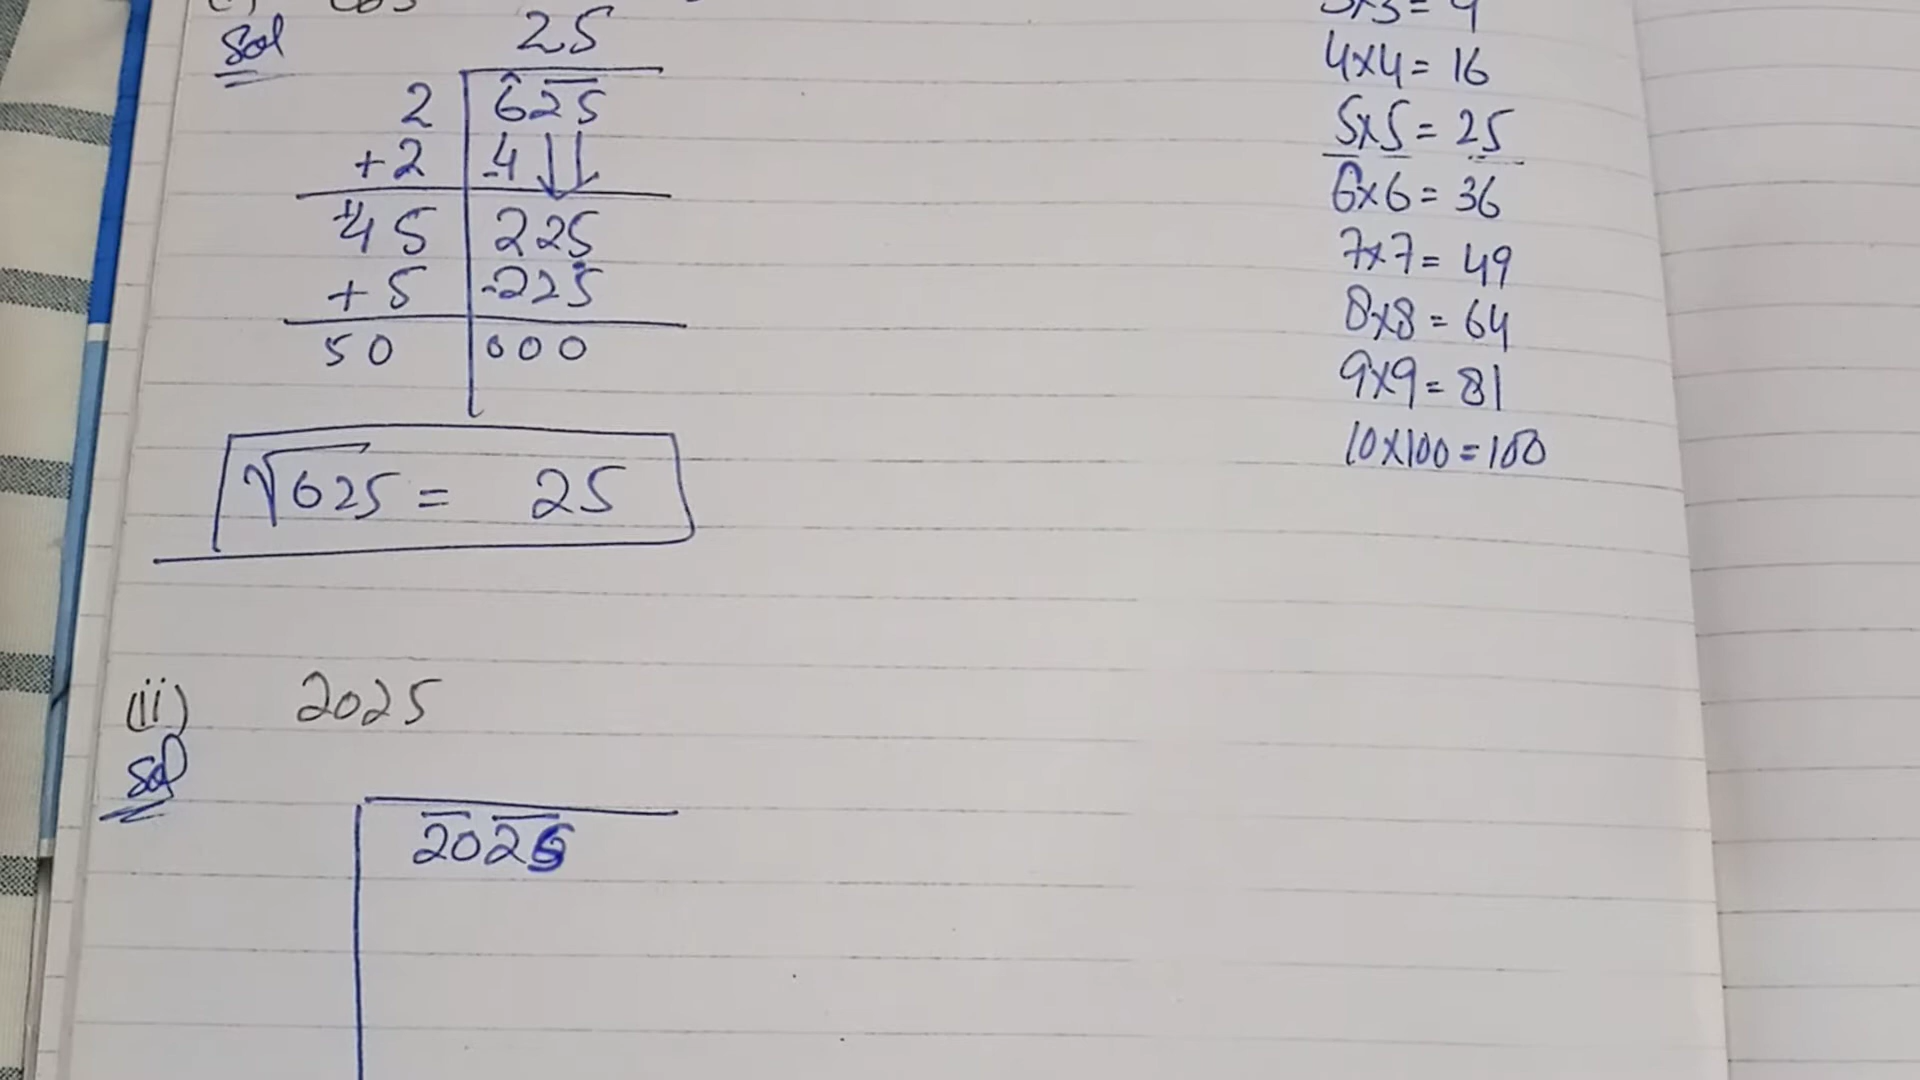 Sol
25
2 625
+2 -4
45 225
+5 -225
50 000
√625 = 25
(ii) 2025
Sol
2025
4x4= 16
5x5= 25
6x6= 36
7x7= 49
8x8= 64
9x9= 81
10x100=100